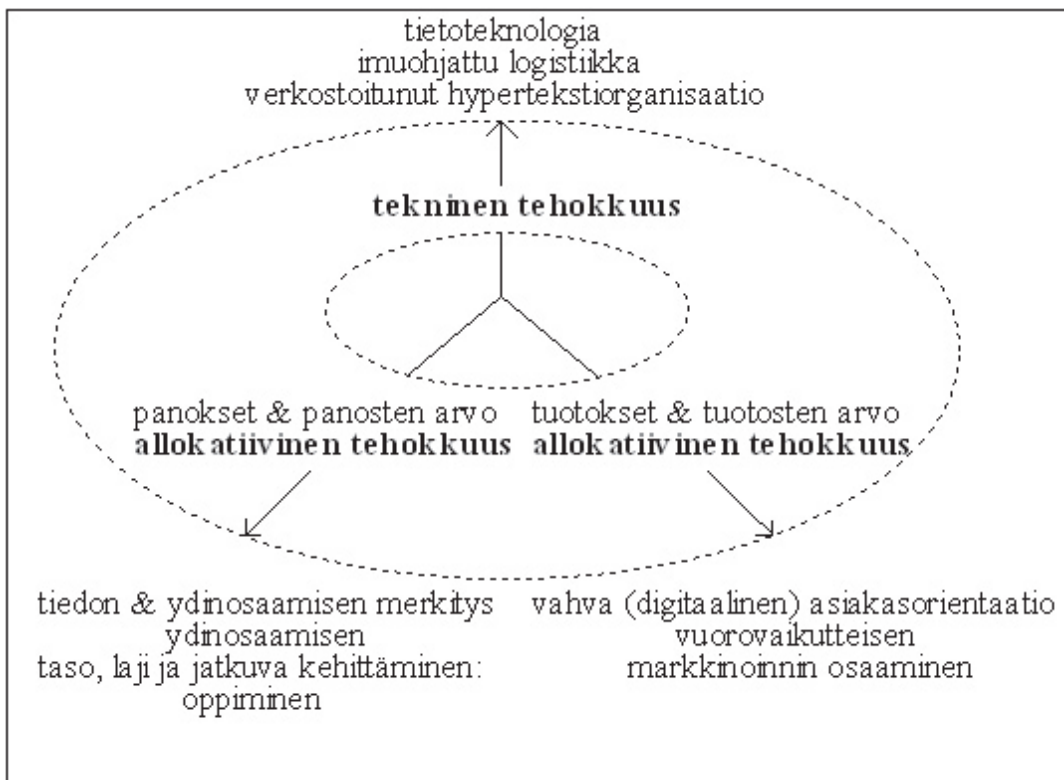 tietoteknologia
imuohjattu logistiikka
verkostoitunut hypertekstiorganisaatio
tekninen tehokkuus
panokset & panosten arvo
allokatiivinen tehokkuus
tuotokset & tuotosten arvo
allokatiivinen tehokkuus
tiedon & ydinosaamisen merkitys
ydinosaamisen
taso, laji ja jatkuva kehittäminen:
oppiminen
vahva (digitaalinen) asiakasorientaatio
vuorovaikutteisen
markkinoinnin osaaminen